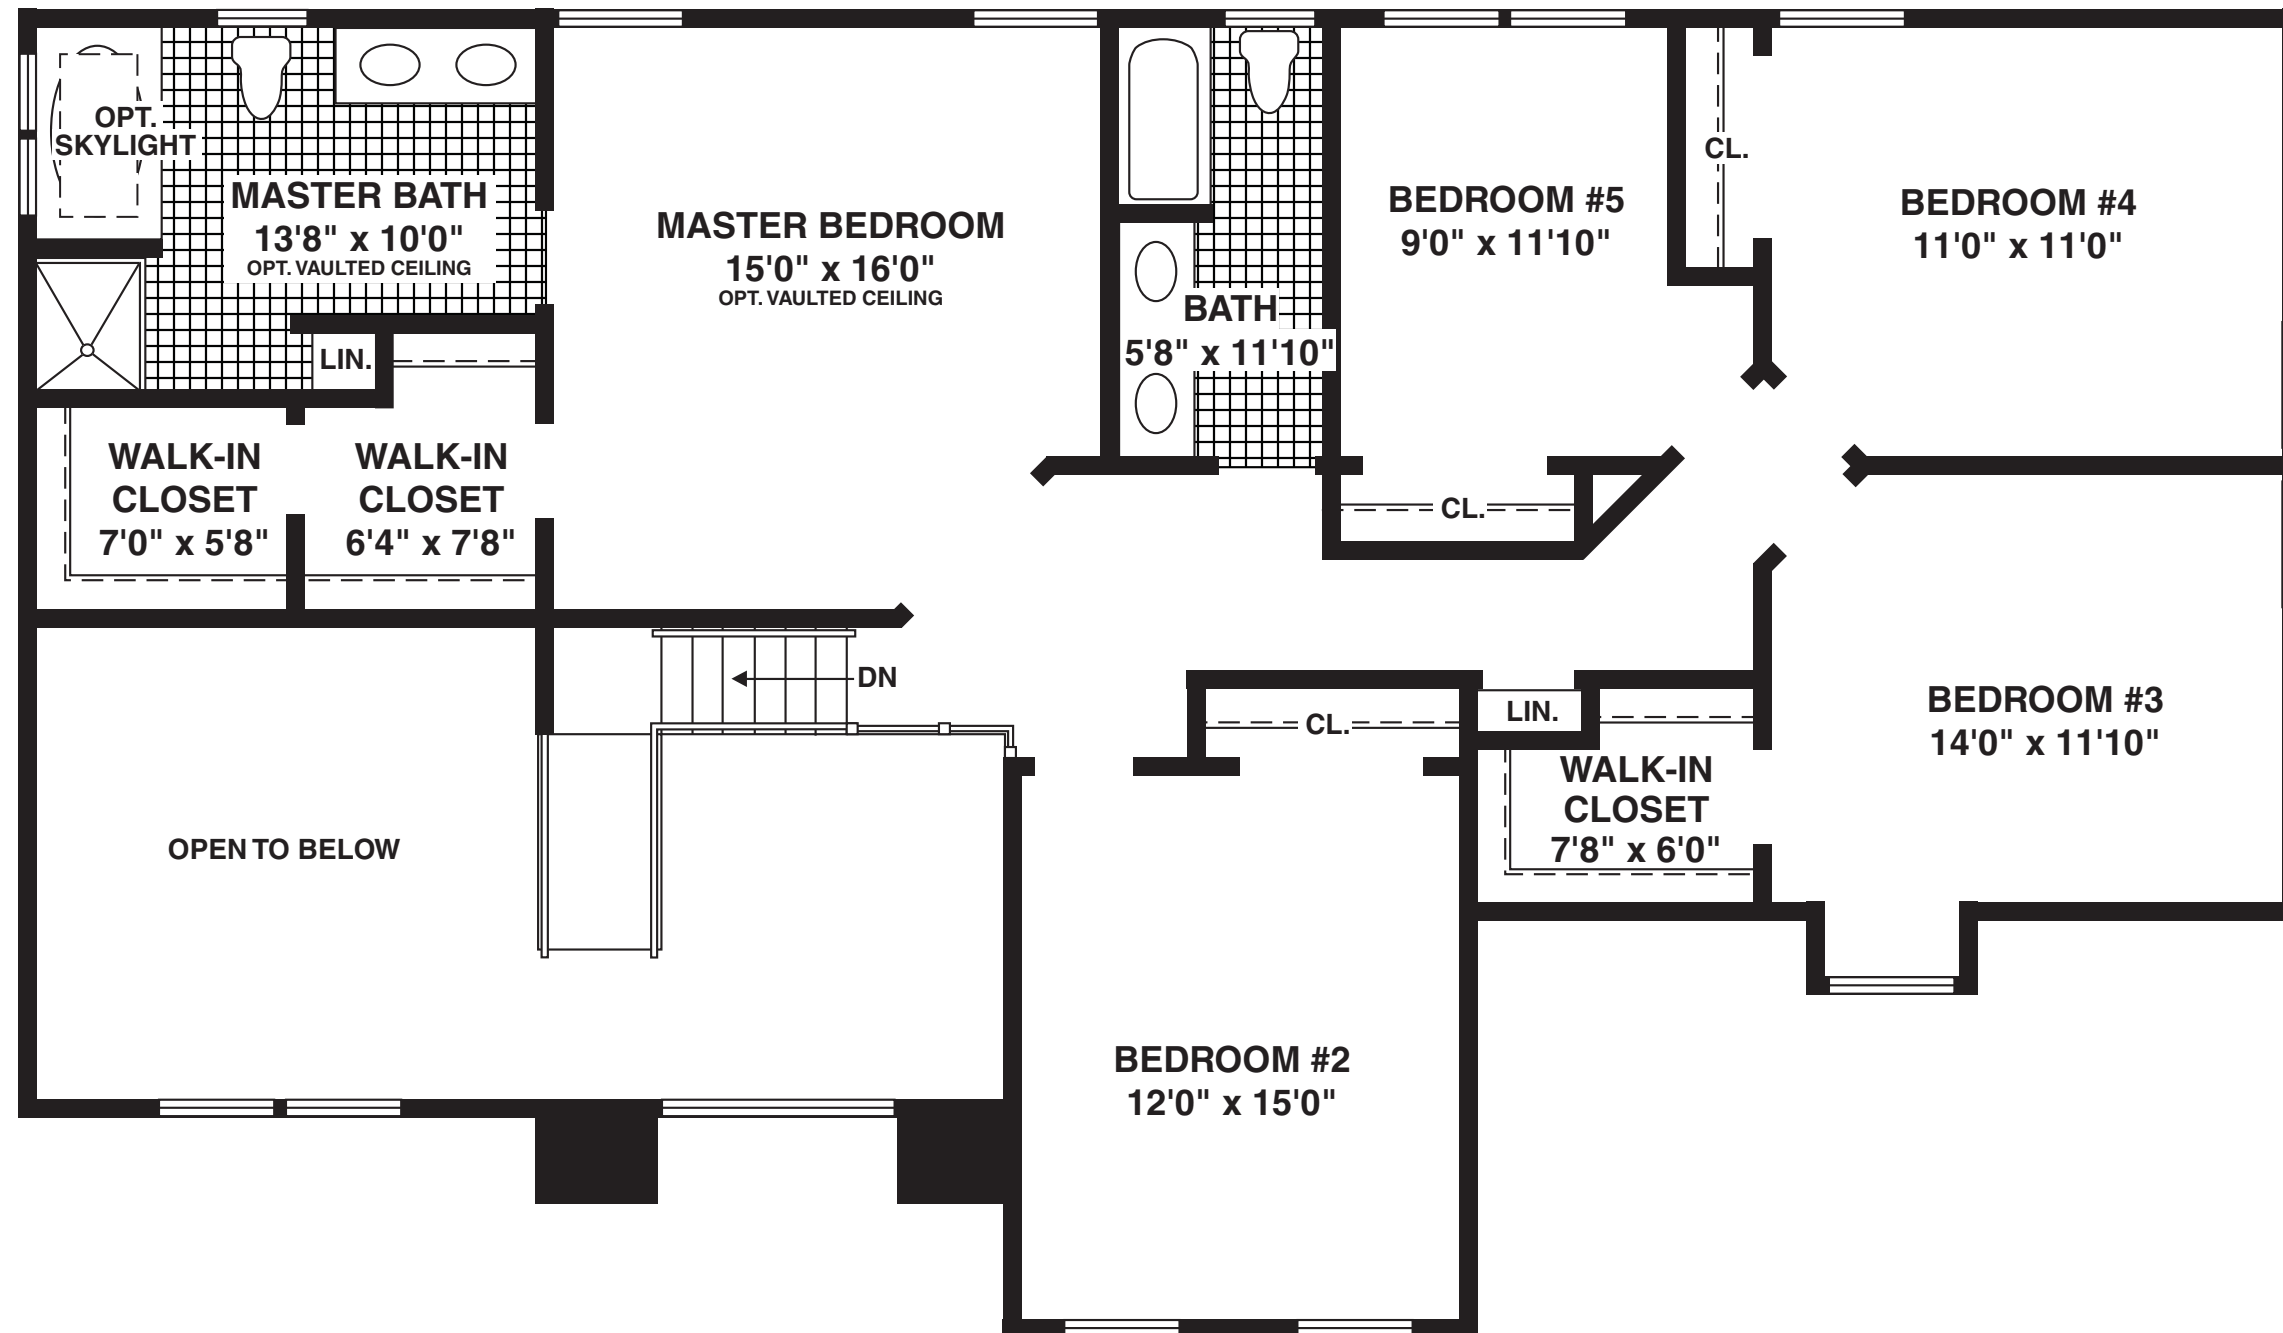 OPT.
SKYLIGHT
MASTER BATH
13'8" x 10'0"
OPT. VAULTED CEILING
MASTER BEDROOM
15'0" x 16'0"
OPT. VAULTED CEILING
BATH
5'8" x 11'10"
BEDROOM #5
9'0" x 11'10"
CL.
BEDROOM #4
11'0" x 11'0"
LIN.
WALK-IN
CLOSET
7'0" x 5'8"
WALK-IN
CLOSET
6'4" x 7'8"
CL.
DN
CL.
LIN.
WALK-IN
CLOSET
7'8" x 6'0"
BEDROOM #3
14'0" x 11'10"
OPEN TO BELOW
BEDROOM #2
12'0" x 15'0"